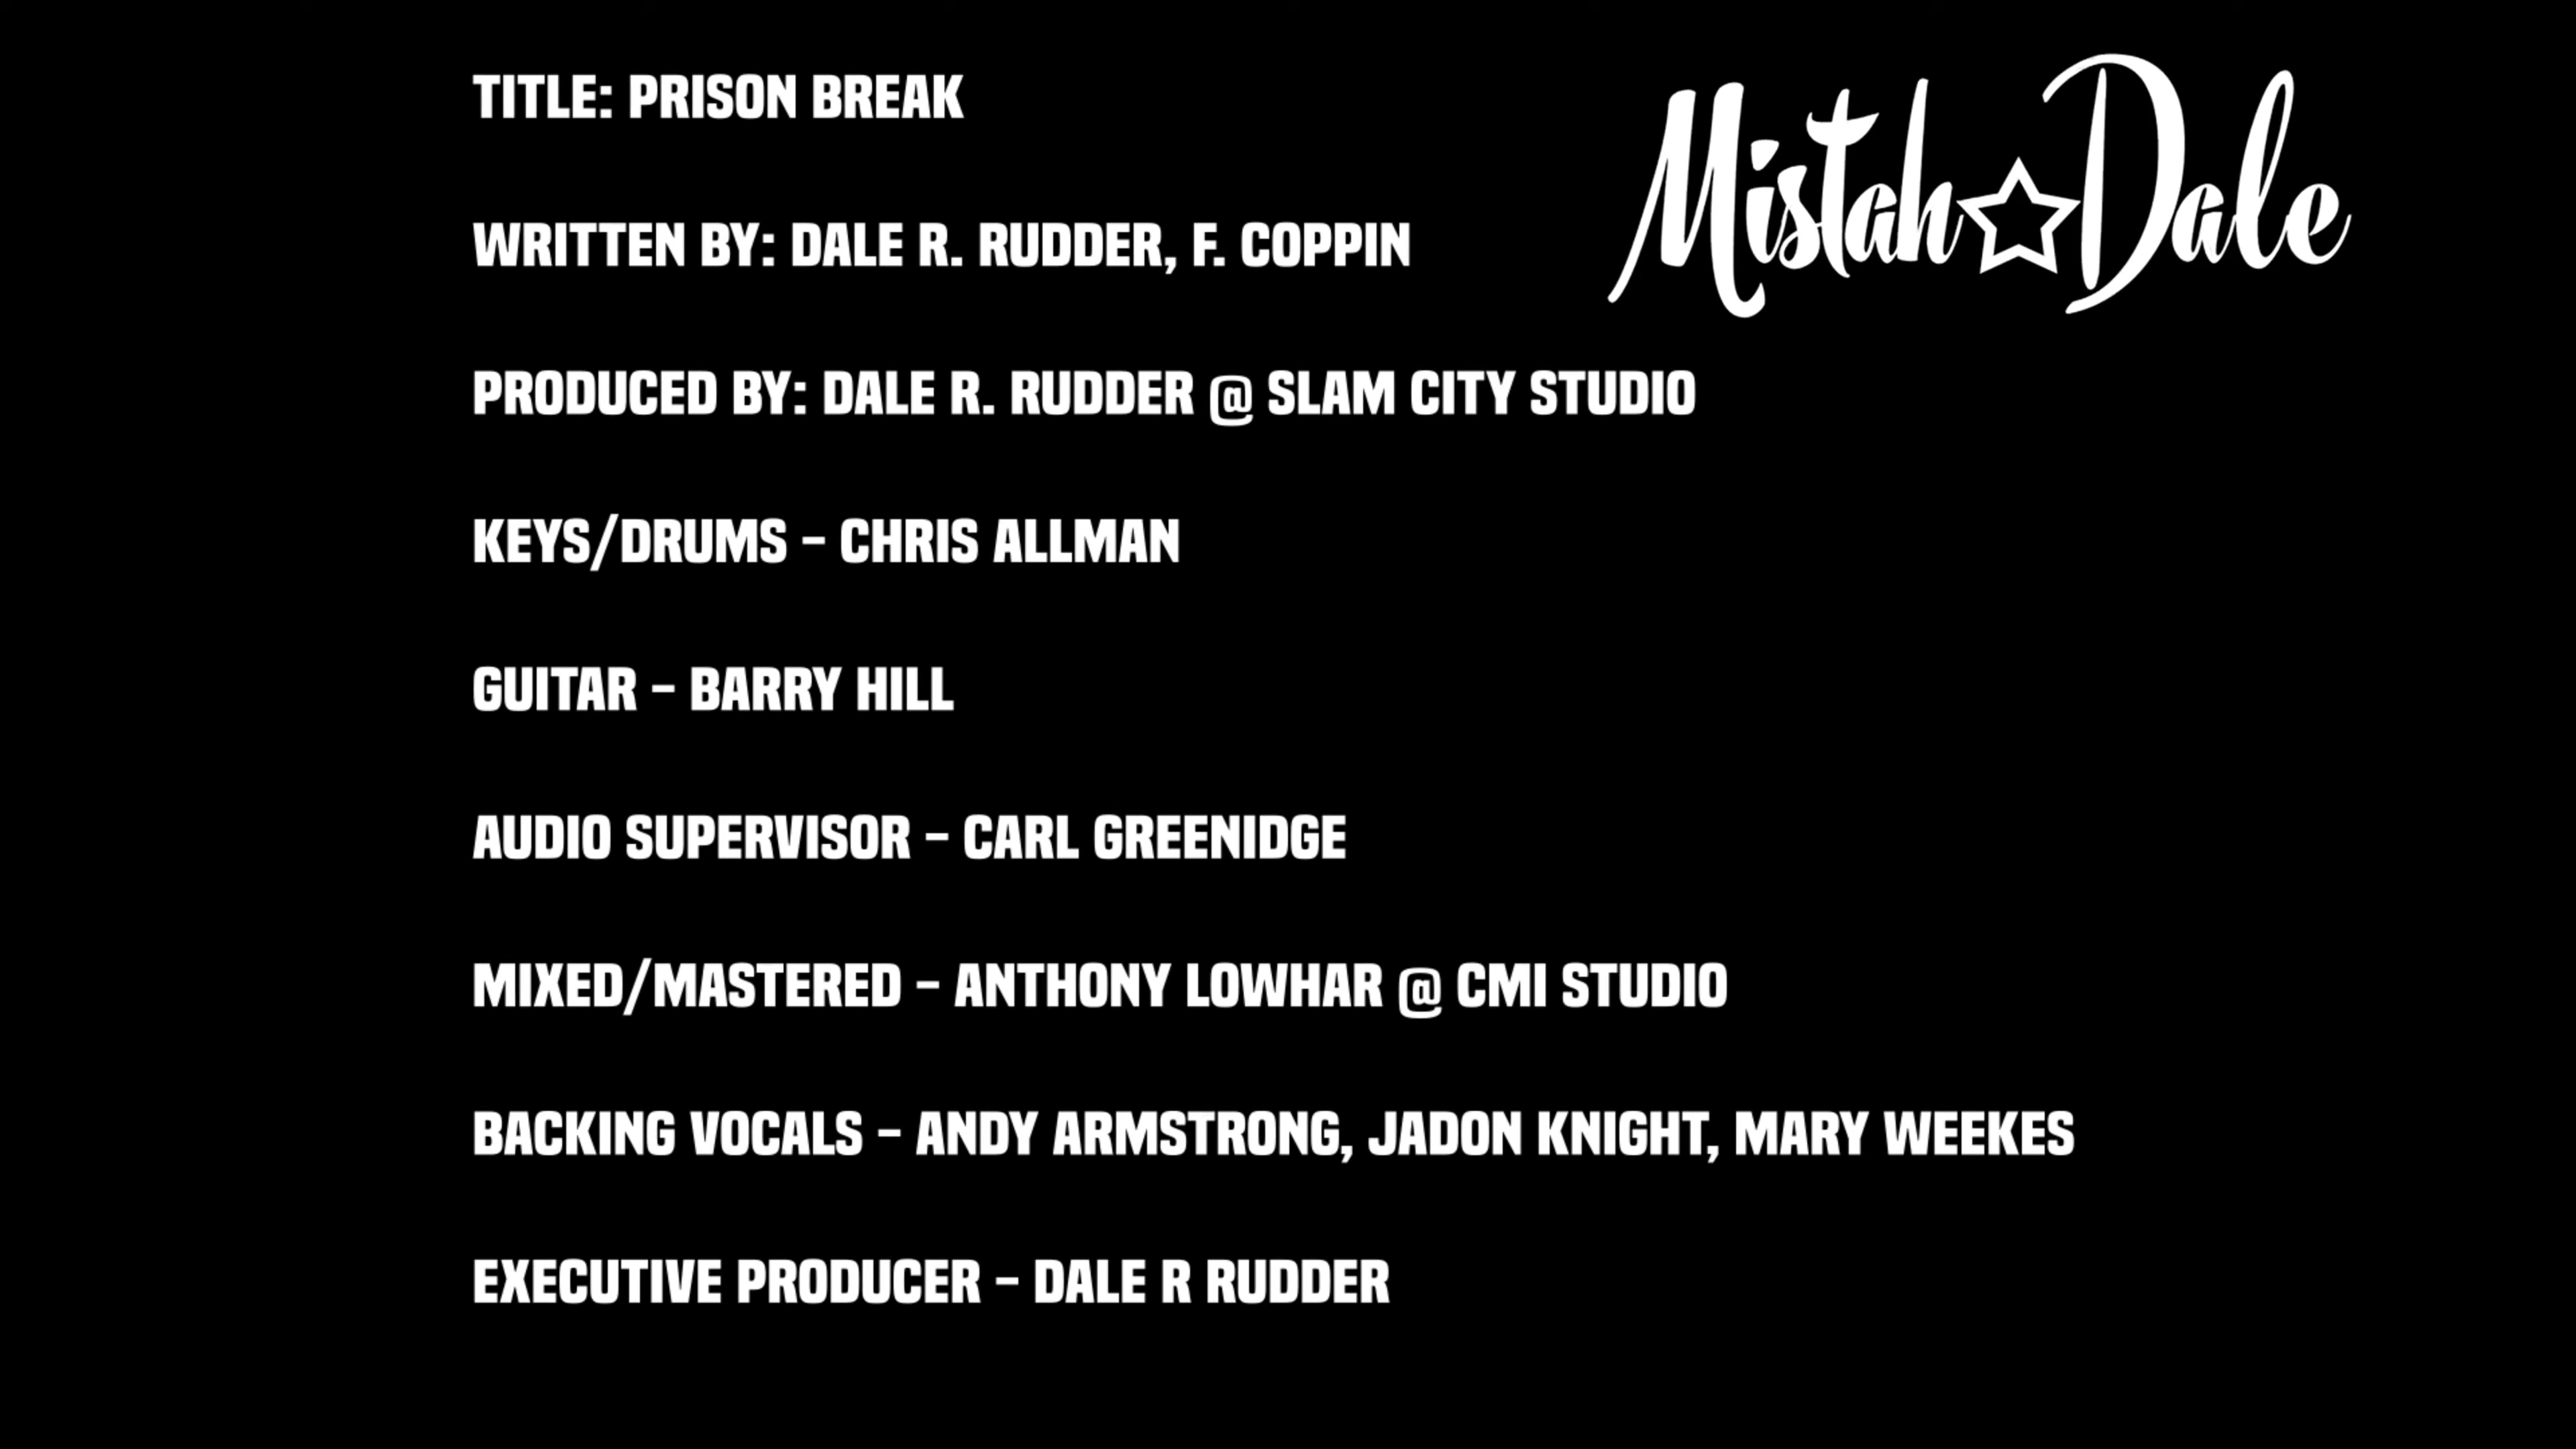 TITLE: PRISON BREAK
Mistah Dale
WRITTEN BY: DALE R. RUDDER, F. COPPIN
PRODUCED BY: DALE R. RUDDER @ SLAM CITY STUDIO
KEYS/DRUMS - CHRIS ALLMAN
GUITAR - BARRY HILL
AUDIO SUPERVISOR - CARL GREENIDGE
MIXED/MASTERED - ANTHONY LOWHAR @ CMI STUDIO
BACKING VOCALS - ANDY ARMSTRONG, JADON KNIGHT, MARY WEEKES
EXECUTIVE PRODUCER - DALE R RUDDER